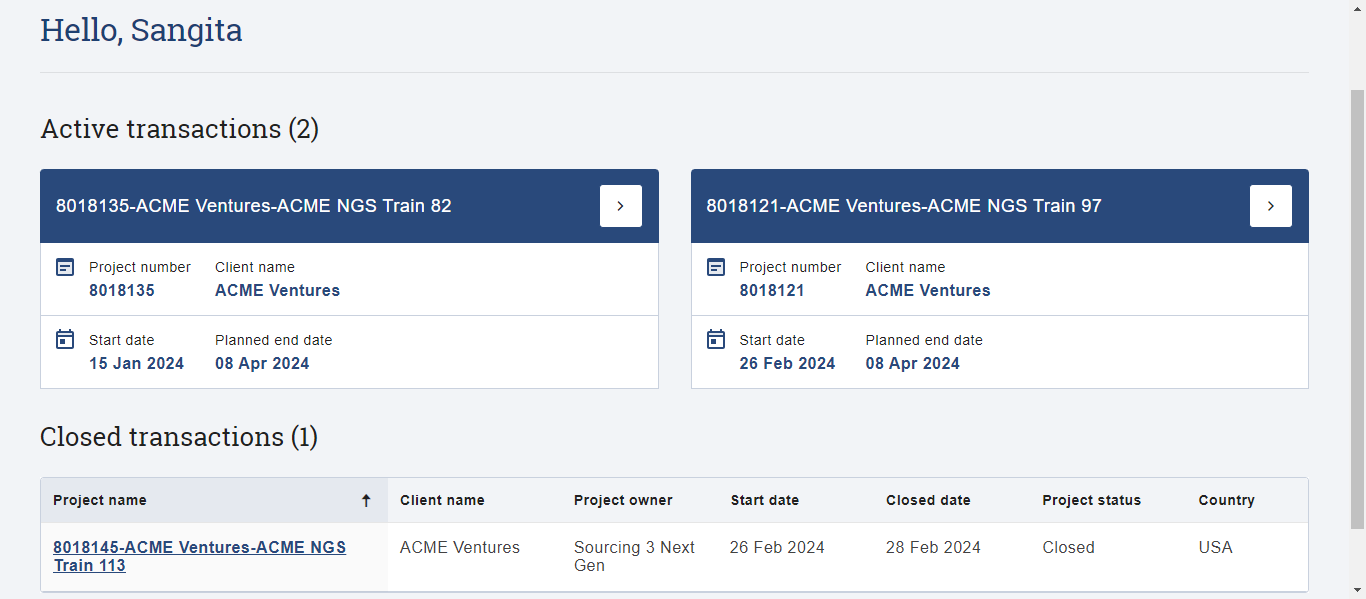 Hello, Sangita
Active transactions (2)
8018135-ACME Ventures-ACME NGS Train 82
Project number
Client name
8018135
ACME Ventures
Start date
Planned end date
15 Jan 2024
08 Apr 2024
8018121-ACME Ventures-ACME NGS Train 97
Project number
Client name
8018121
ACME Ventures
Start date
Planned end date
26 Feb 2024
08 Apr 2024
Closed transactions (1)
Project name
Client name
Project owner
Start date
Closed date
Project status
Country
8018145-ACME Ventures-ACME NGS
Train 113
ACME Ventures
Sourcing 3 Next
Gen
26 Feb 2024
28 Feb 2024
Closed
USA